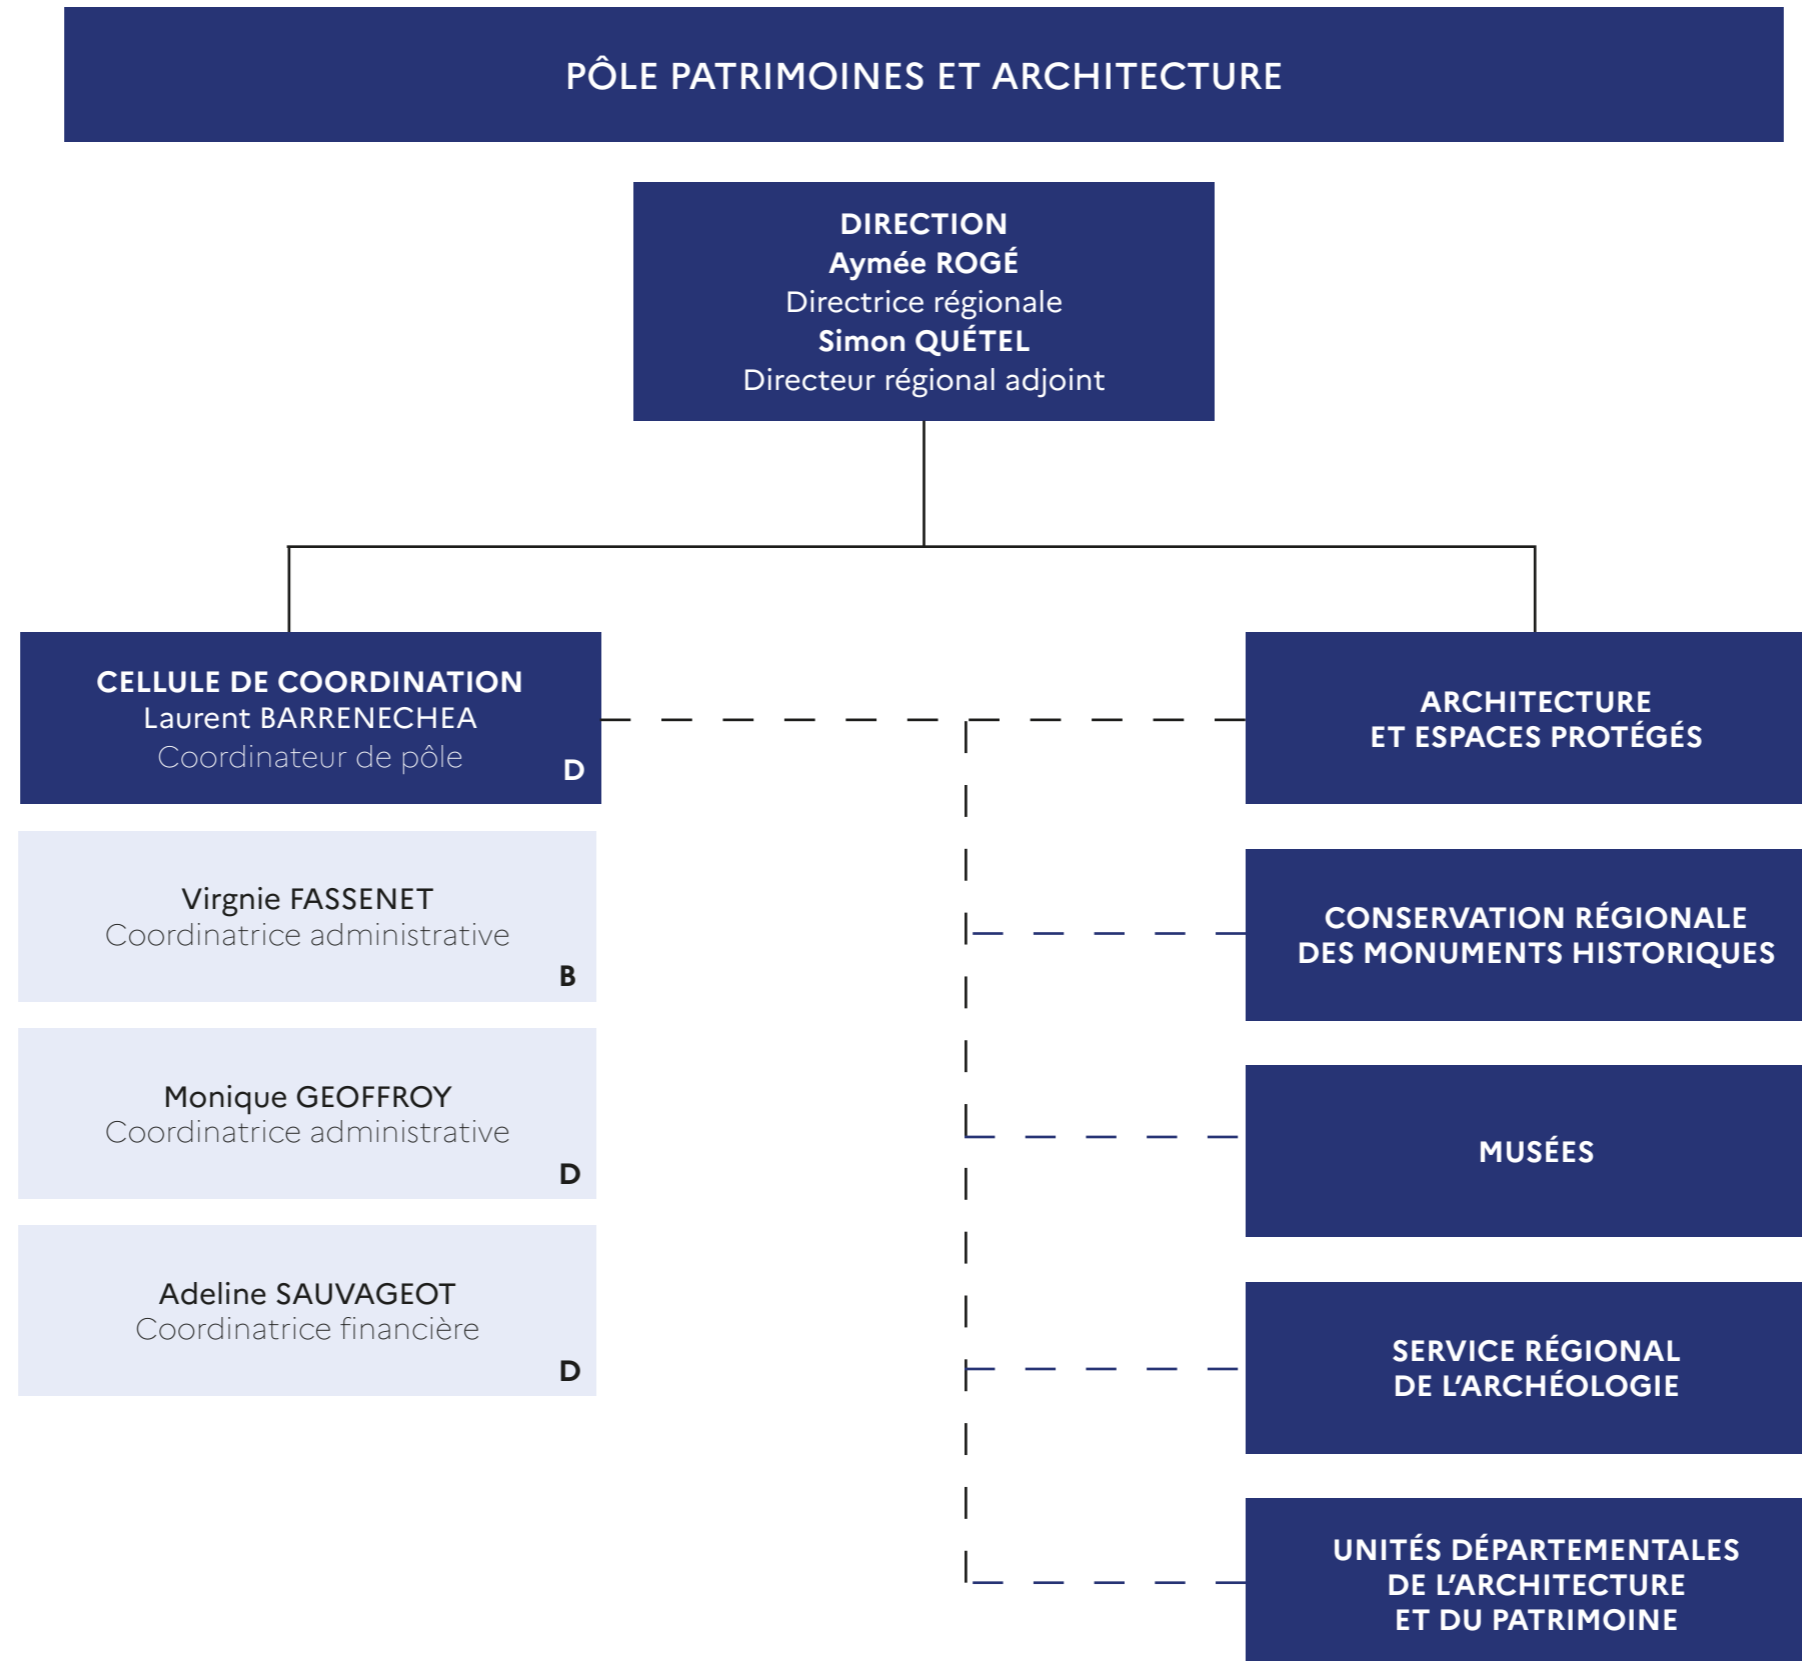 PÔLE PATRIMOINES ET ARCHITECTURE
DIRECTION
Aymée ROGÉ
Directrice régionale
Simon QUÉTEL
Directeur régional adjoint
CELLULE DE COORDINATION
Laurent BARRENECHEA
Coordinateur de pôle
D
Virgnie FASSENET
Coordinatrice administrative
B
Monique GEOFFROY
Coordinatrice administrative
D
Adeline SAUVAGEOT
Coordinatrice financière
D
ARCHITECTURE
ET ESPACES PROTÉGÉS
CONSERVATION RÉGIONALE
DES MONUMENTS HISTORIQUES
MUSÉES
SERVICE RÉGIONAL
DE L’ARCHÉOLOGIE
UNITÉS DÉPARTEMENTALES
DE L’ARCHITECTURE
ET DU PATRIMOINE